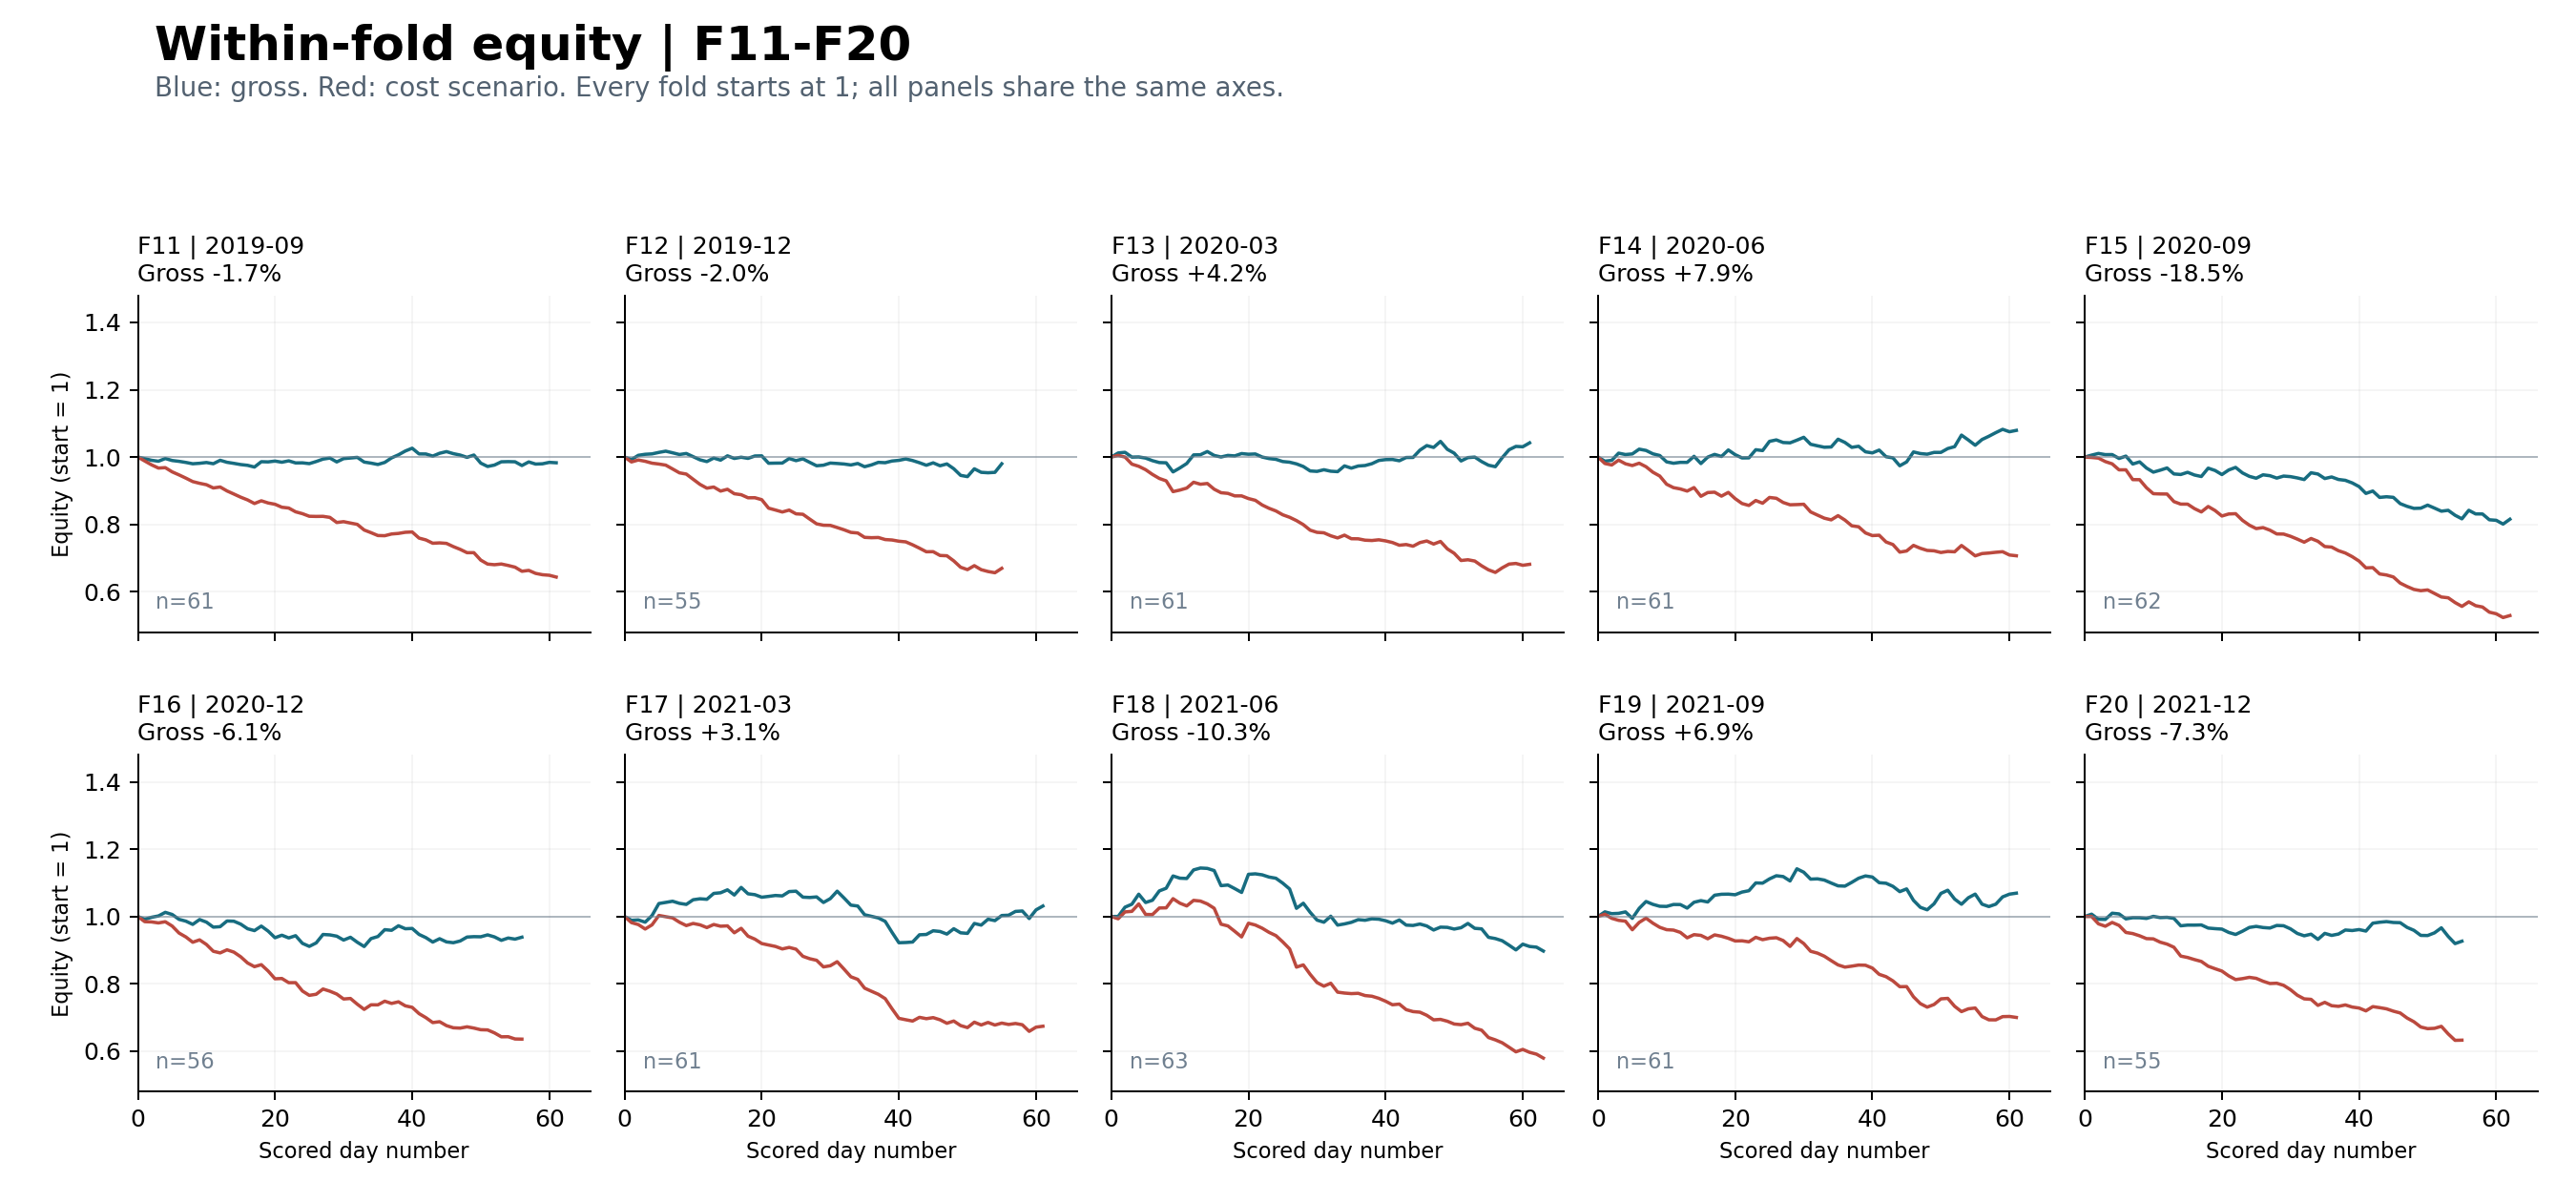 Within-fold equity | F11-F20
Blue: gross. Red: cost scenario. Every fold starts at 1; all panels share the same axes.
F11 | 2019-09
Gross -1.7%
F12 | 2019-12
Gross -2.0%
F13 | 2020-03
Gross +4.2%
F14 | 2020-06
Gross +7.9%
F15 | 2020-09
Gross -18.5%
Equity (start = 1)
1.4
1.2
1.0
0.8
0.6
n=61
n=55
n=61
n=61
n=62
F16 | 2020-12
Gross -6.1%
F17 | 2021-03
Gross +3.1%
F18 | 2021-06
Gross -10.3%
F19 | 2021-09
Gross +6.9%
F20 | 2021-12
Gross -7.3%
Equity (start = 1)
1.4
1.2
1.0
0.8
0.6
n=56
n=61
n=63
n=61
n=55
0 20 40 60
0 20 40 60
0 20 40 60
0 20 40 60
0 20 40 60
Scored day number
Scored day number
Scored day number
Scored day number
Scored day number